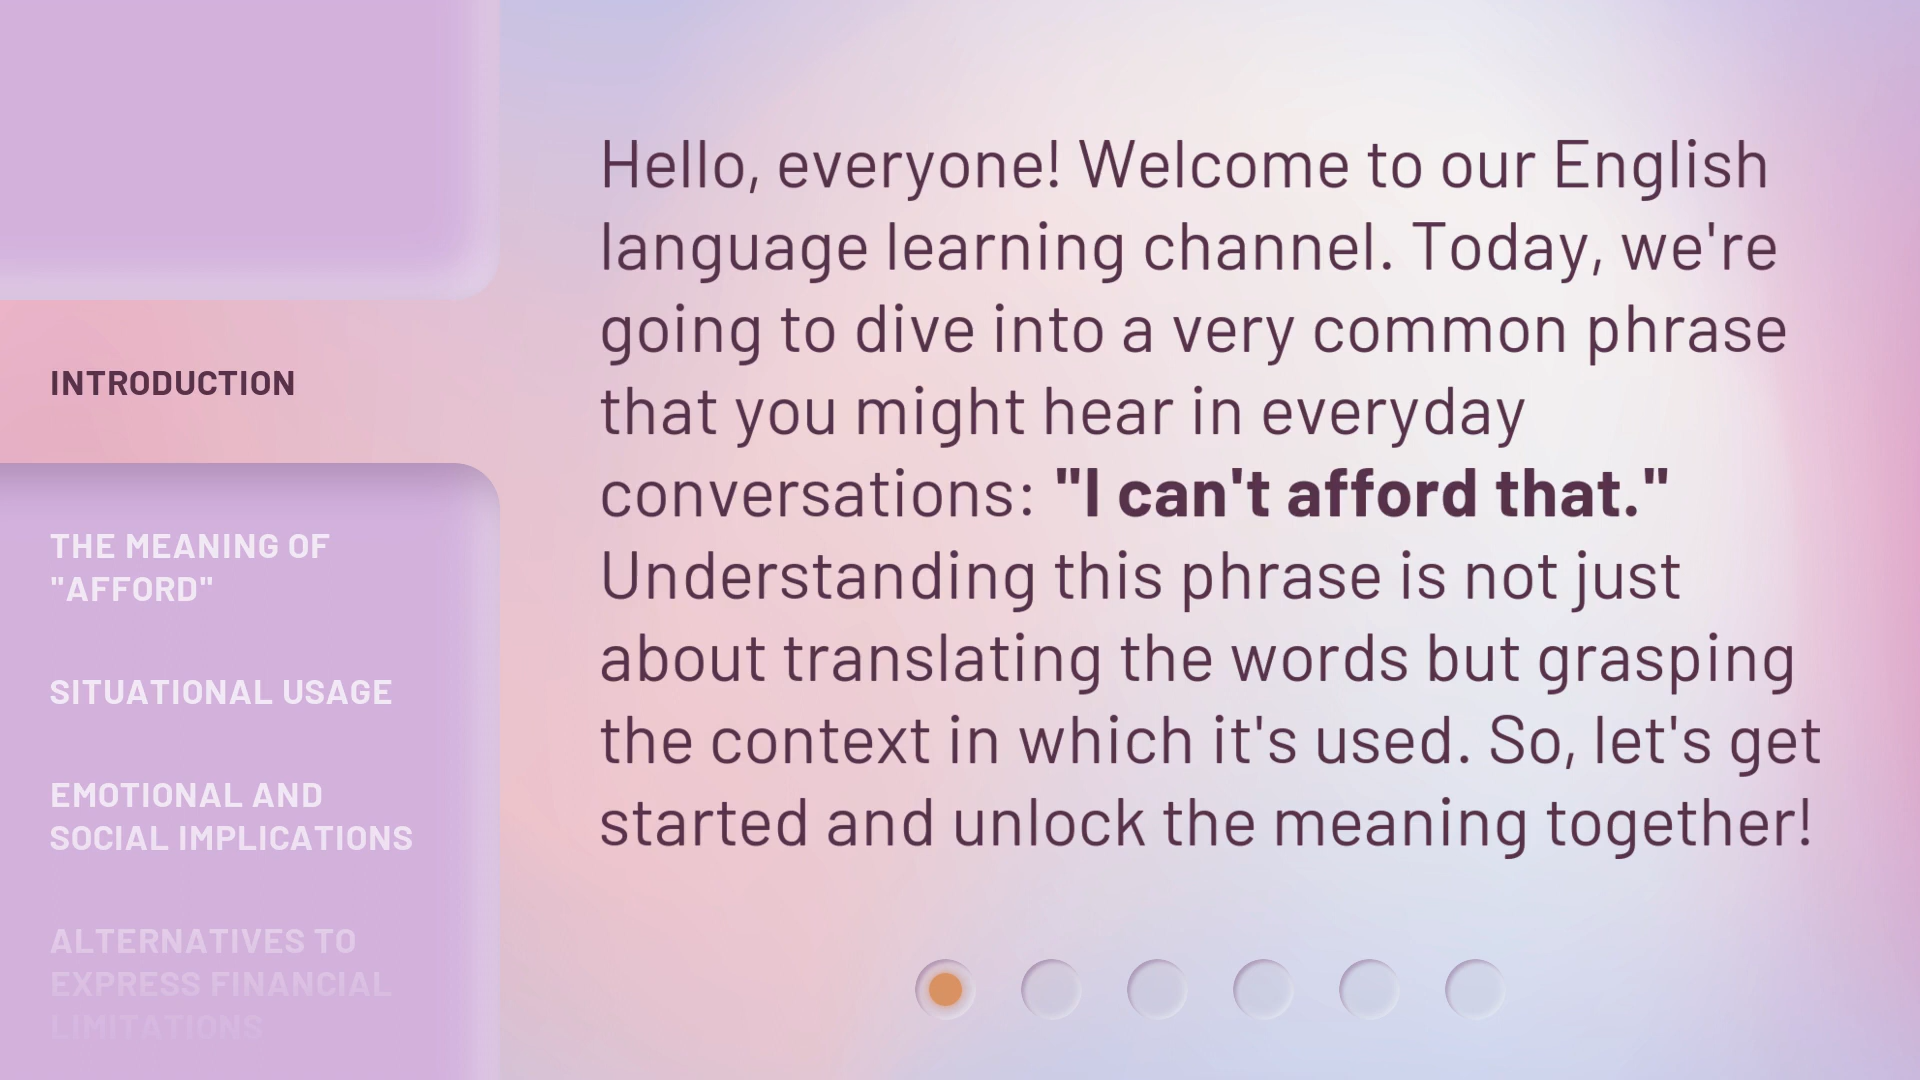 INTRODUCTION
THE MEANING OF
"AFFORD"
SITUATIONAL USAGE
EMOTIONAL AND
SOCIAL IMPLICATIONS
ALTERNATIVES TO
EXPRESS FINANCIAL
LIMITATIONS
Hello, everyone! Welcome to our English
language learning channel. Today, we're
going to dive into a very common phrase
that you might hear in everyday
conversations: "I can't afford that."
Understanding this phrase is not just
about translating the words but grasping
the context in which it's used. So, let's get
started and unlock the meaning together!